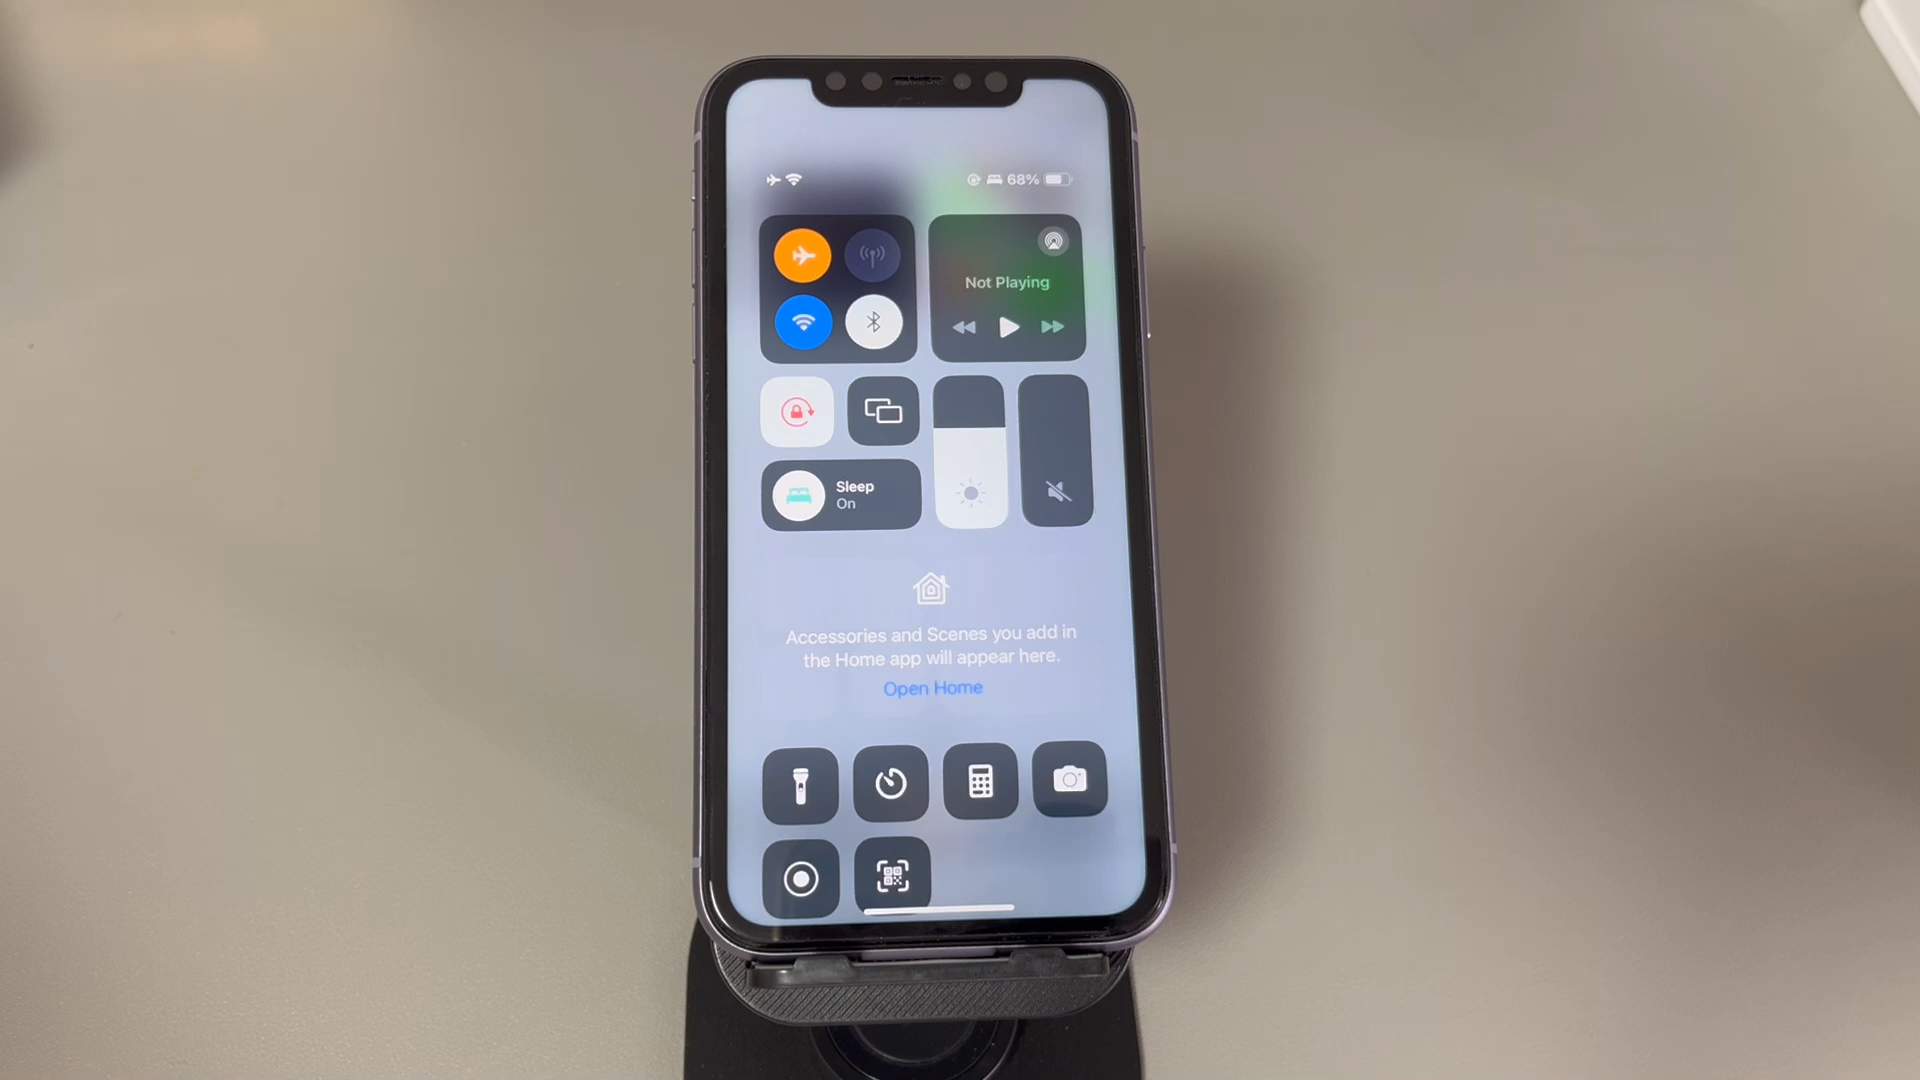 68%
Not Playing
Sleep
On
Accessories and Scenes you add in
the Home app will appear here.
Open Home